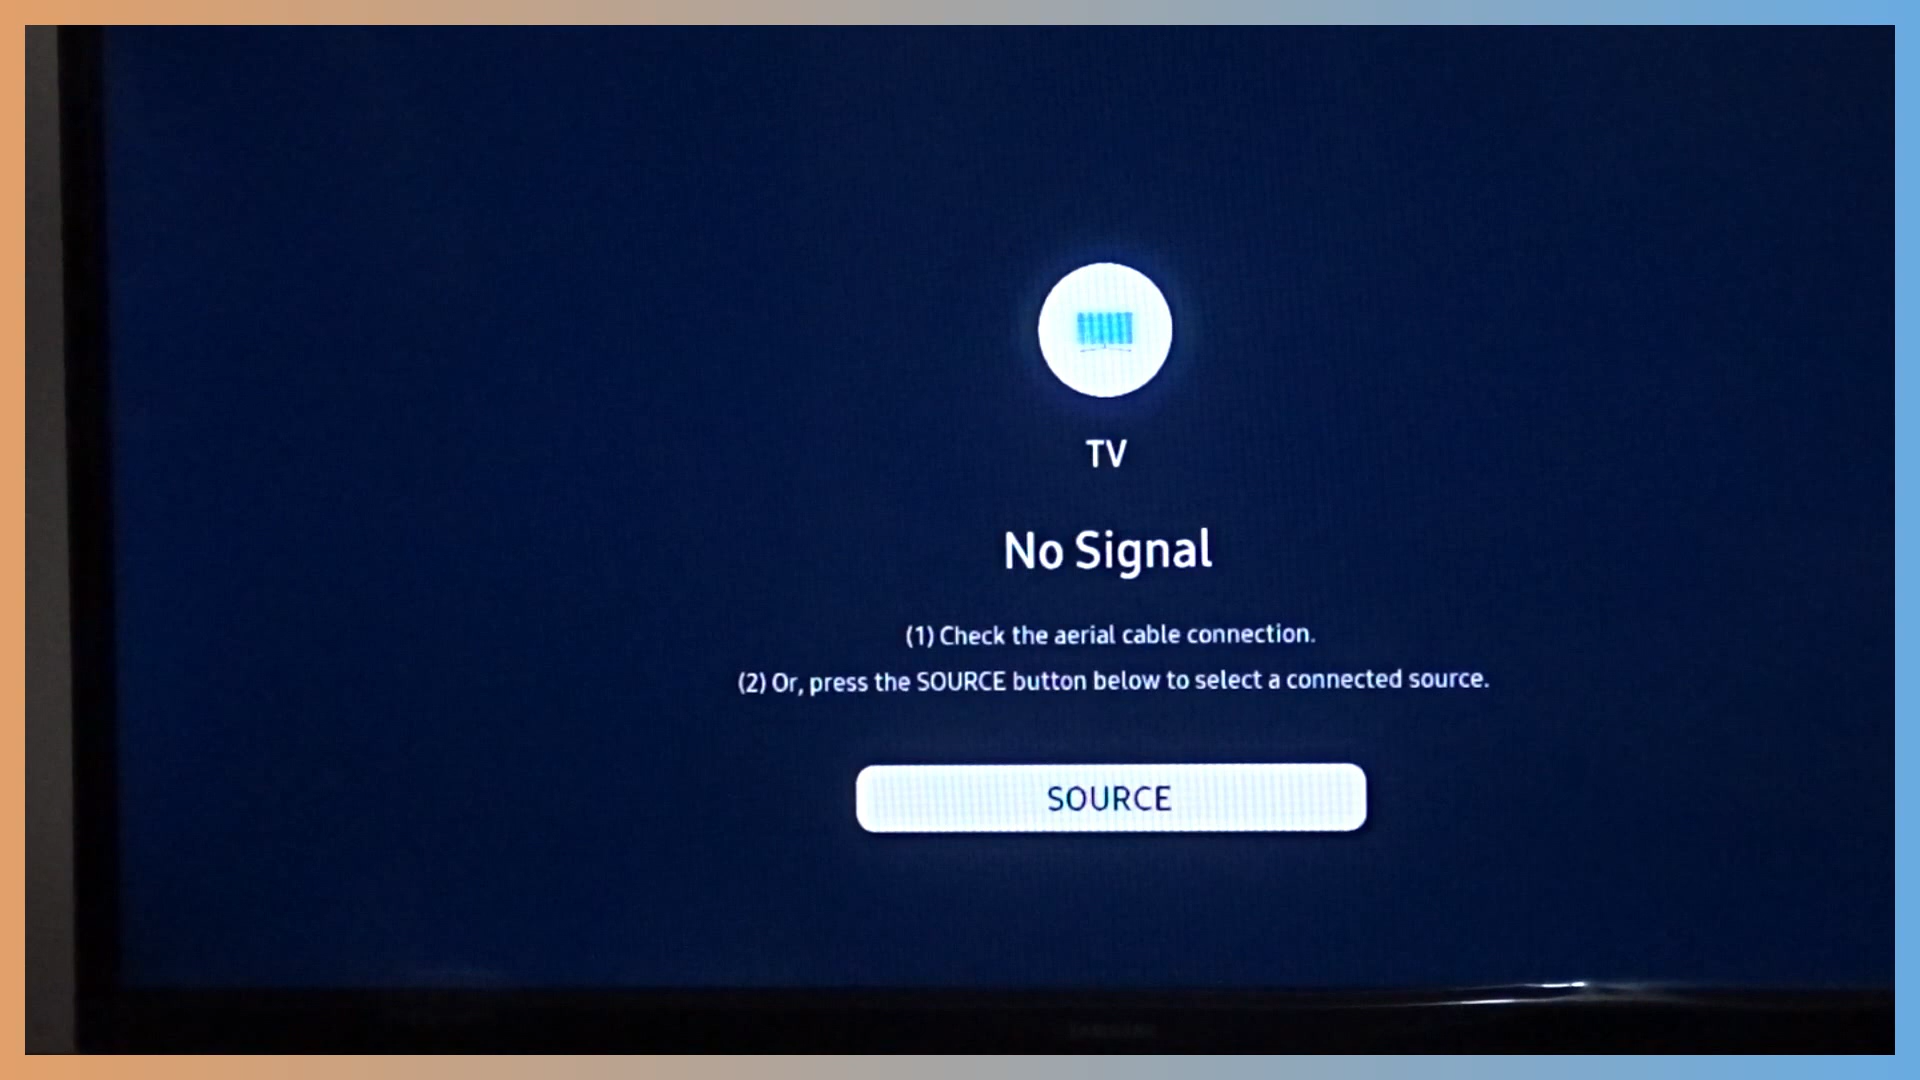 TV
No Signal
(1) Check the aerial cable connection.
(2) Or, press the SOURCE button below to select a connected source.
SOURCE